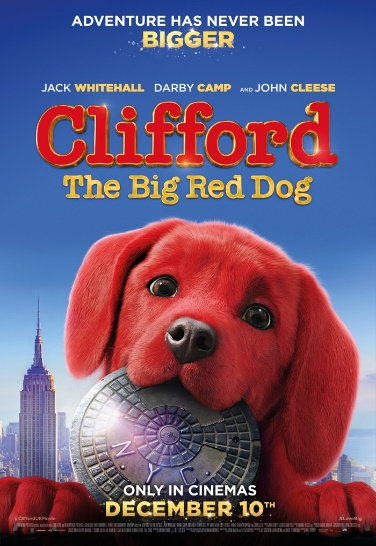 ADVENTURE HAS NEVER BEEN
BIGGER
JACK WHITEHALL DARBY CAMP AND JOHN CLEESE
Clifford
The Big Red Dog
NYC
ONLY IN CINEMAS
DECEMBER 10TH